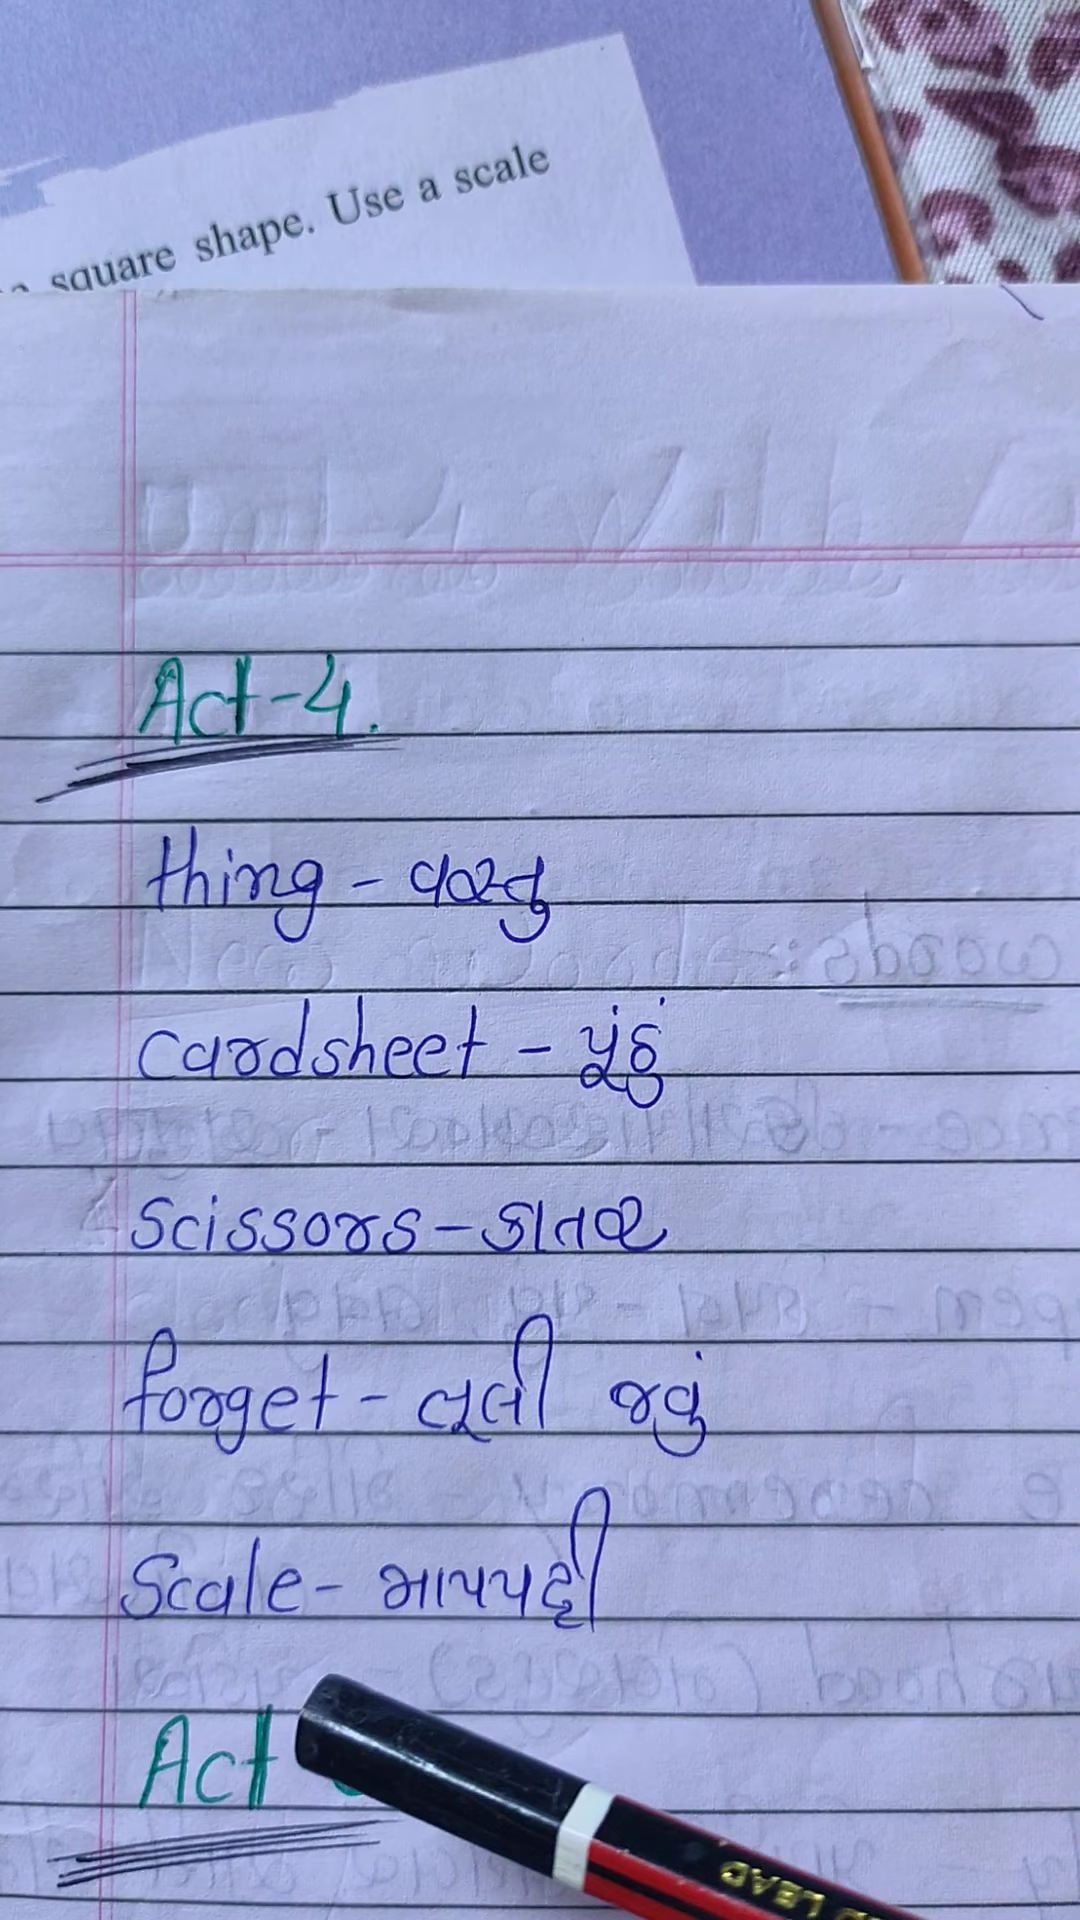 square shape. Use a scale
Act-4.
thing - વસ્તુ
cardsheet - પૂંઠું
scissors - કાતર
forget - ભૂલી જવું
Scale - માપપટ્ટી
Act
LEAD